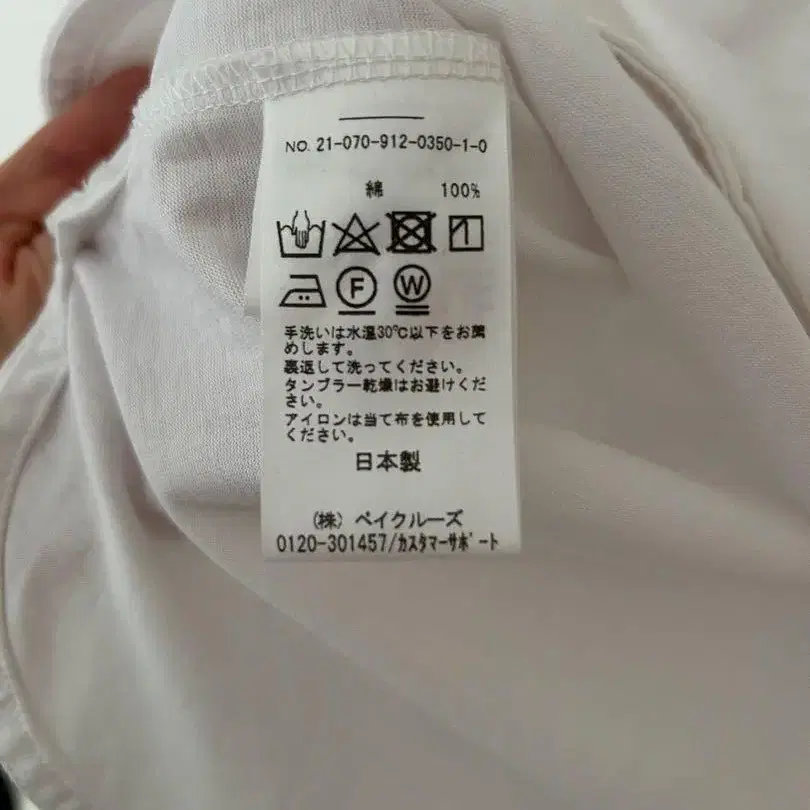 NO. 21-070-912-0350-1-0
綿 100%
F W
手洗いは水温30℃以下をお薦
めします。
裏返して洗ってください。
タンブラー乾燥はお避けくだ
さい。
アイロンは当て布を使用して
ください。
日本製
(株) ベイクルーズ
0120-301457/ｶｽﾀﾏｰｻﾎﾟｰﾄ